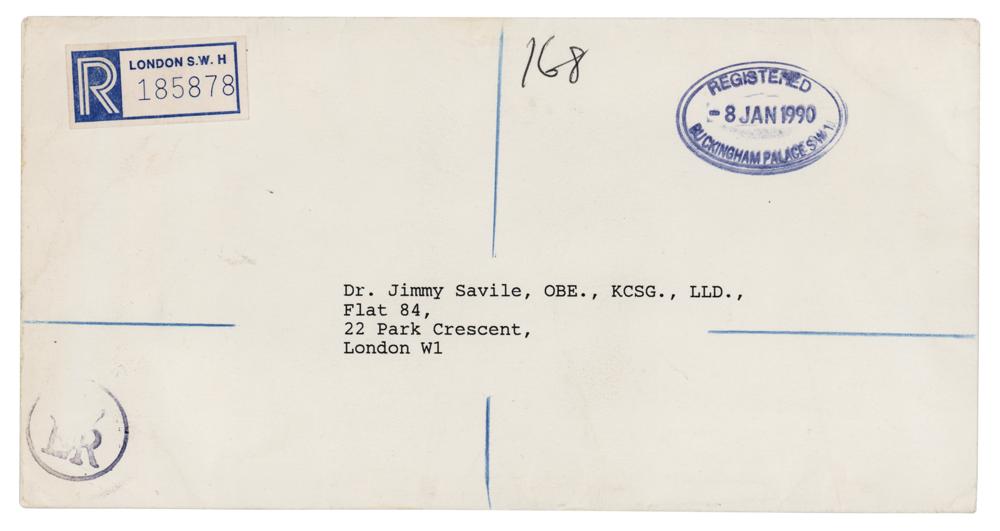 R
LONDON S.W. H
185878
168
REGISTERED
- 8 JAN 1990
BUCKINGHAM PALACE S.W.1
Dr. Jimmy Savile, OBE., KCSG., LLD.,
Flat 84,
22 Park Crescent,
London W1